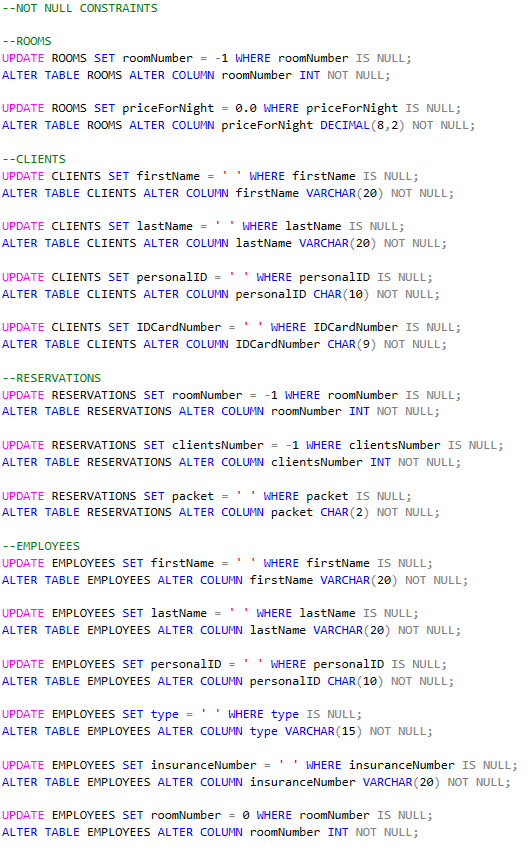 --NOT NULL CONSTRAINTS
--ROOMS
UPDATE ROOMS SET roomNumber = -1 WHERE roomNumber IS NULL;
ALTER TABLE ROOMS ALTER COLUMN roomNumber INT NOT NULL;
UPDATE ROOMS SET priceForNight = 0.0 WHERE priceForNight IS NULL;
ALTER TABLE ROOMS ALTER COLUMN priceForNight DECIMAL(8,2) NOT NULL;
--CLIENTS
UPDATE CLIENTS SET firstName = ' ' WHERE firstName IS NULL;
ALTER TABLE CLIENTS ALTER COLUMN firstName VARCHAR(20) NOT NULL;
UPDATE CLIENTS SET lastName = ' ' WHERE lastName IS NULL;
ALTER TABLE CLIENTS ALTER COLUMN lastName VARCHAR(20) NOT NULL;
UPDATE CLIENTS SET personalID = ' ' WHERE personalID IS NULL;
ALTER TABLE CLIENTS ALTER COLUMN personalID CHAR(10) NOT NULL;
UPDATE CLIENTS SET IDCardNumber = ' ' WHERE IDCardNumber IS NULL;
ALTER TABLE CLIENTS ALTER COLUMN IDCardNumber CHAR(9) NOT NULL;
--RESERVATIONS
UPDATE RESERVATIONS SET roomNumber = -1 WHERE roomNumber IS NULL;
ALTER TABLE RESERVATIONS ALTER COLUMN roomNumber INT NOT NULL;
UPDATE RESERVATIONS SET clientsNumber = -1 WHERE clientsNumber IS NULL;
ALTER TABLE RESERVATIONS ALTER COLUMN clientsNumber INT NOT NULL;
UPDATE RESERVATIONS SET packet = ' ' WHERE packet IS NULL;
ALTER TABLE RESERVATIONS ALTER COLUMN packet CHAR(2) NOT NULL;
--EMPLOYEES
UPDATE EMPLOYEES SET firstName = ' ' WHERE firstName IS NULL;
ALTER TABLE EMPLOYEES ALTER COLUMN firstName VARCHAR(20) NOT NULL;
UPDATE EMPLOYEES SET lastName = ' ' WHERE lastName IS NULL;
ALTER TABLE EMPLOYEES ALTER COLUMN lastName VARCHAR(20) NOT NULL;
UPDATE EMPLOYEES SET personalID = ' ' WHERE personalID IS NULL;
ALTER TABLE EMPLOYEES ALTER COLUMN personalID CHAR(10) NOT NULL;
UPDATE EMPLOYEES SET type = ' ' WHERE type IS NULL;
ALTER TABLE EMPLOYEES ALTER COLUMN type VARCHAR(15) NOT NULL;
UPDATE EMPLOYEES SET insuranceNumber = ' ' WHERE insuranceNumber IS NULL;
ALTER TABLE EMPLOYEES ALTER COLUMN insuranceNumber VARCHAR(20) NOT NULL;
UPDATE EMPLOYEES SET roomNumber = 0 WHERE roomNumber IS NULL;
ALTER TABLE EMPLOYEES ALTER COLUMN roomNumber INT NOT NULL;